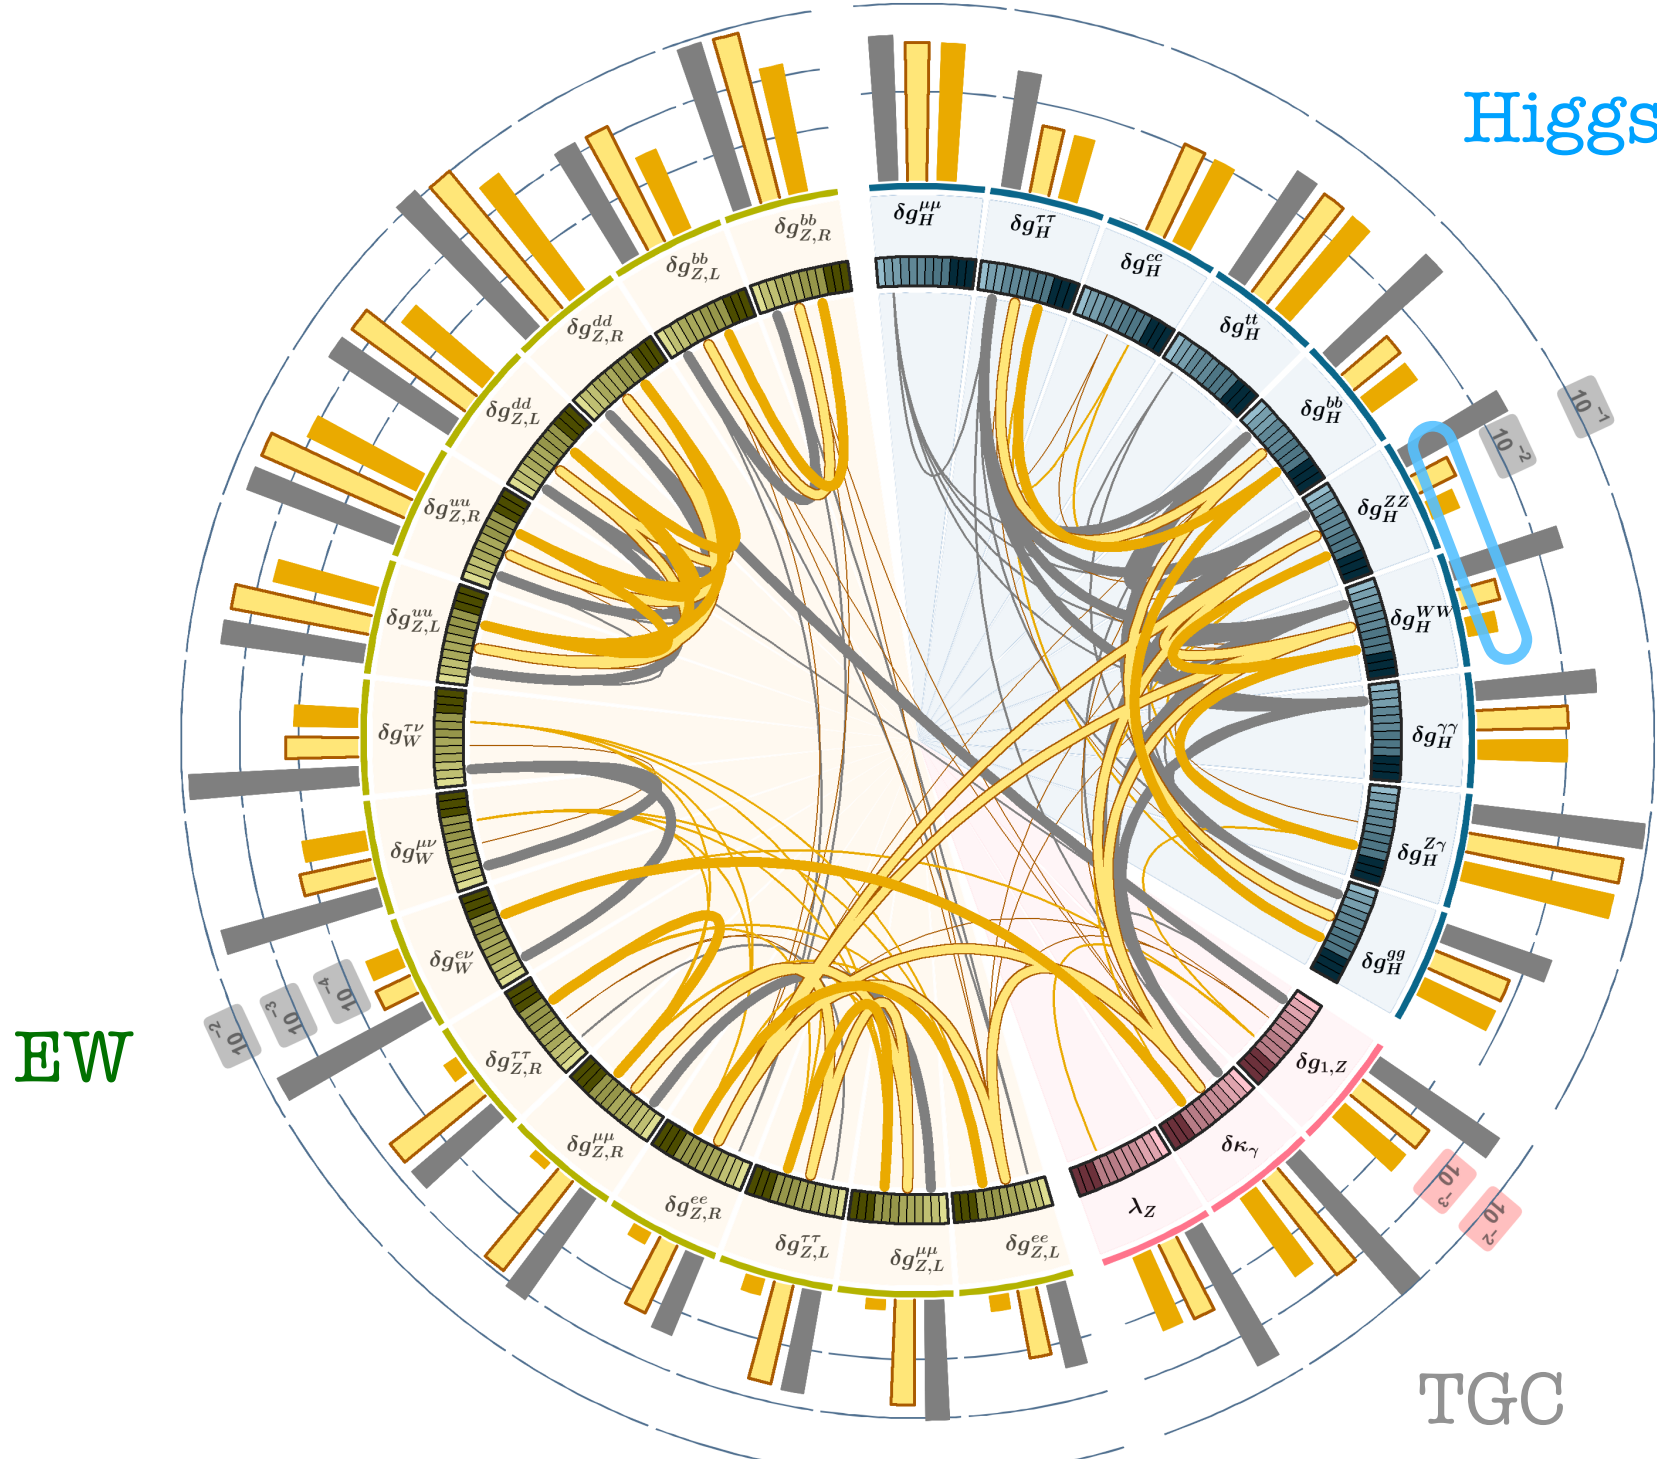 Higgs
EW
TGC
δg_H^{μμ}
δg_H^{ττ}
δg_H^{cc}
δg_H^{tt}
δg_H^{bb}
δg_H^{ZZ}
δg_H^{WW}
δg_H^{γγ}
δg_H^{Zγ}
δg_H^{gg}
δg_{1,Z}
δκ_γ
λ_Z
δg_{Z,L}^{ee}
δg_{Z,L}^{μμ}
δg_{Z,L}^{ττ}
δg_{Z,R}^{ee}
δg_{Z,R}^{μμ}
δg_{Z,R}^{ττ}
δg_W^{eν}
δg_W^{μν}
δg_W^{τν}
δg_{Z,L}^{uu}
δg_{Z,R}^{uu}
δg_{Z,L}^{dd}
δg_{Z,R}^{dd}
δg_{Z,L}^{bb}
δg_{Z,R}^{bb}
10^{-1}
10^{-2}
10^{-3}
10^{-2}
10^{-4}
10^{-3}
10^{-2}